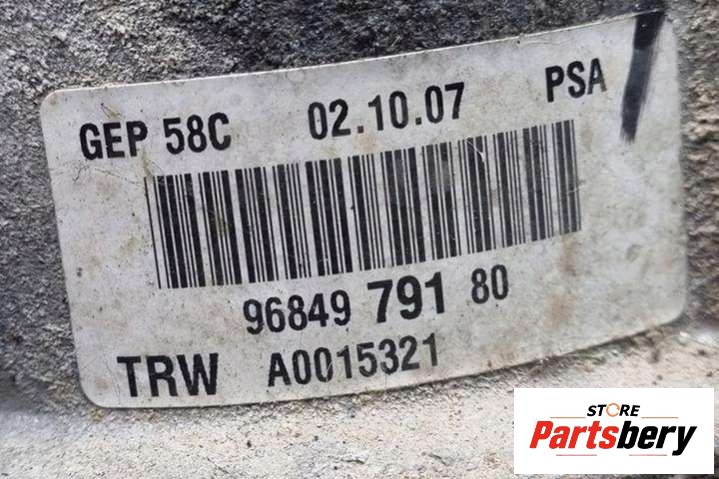 GEP 58C 02.10.07 PSA
96849 791 80
TRW A0015321
STORE
Partsbery